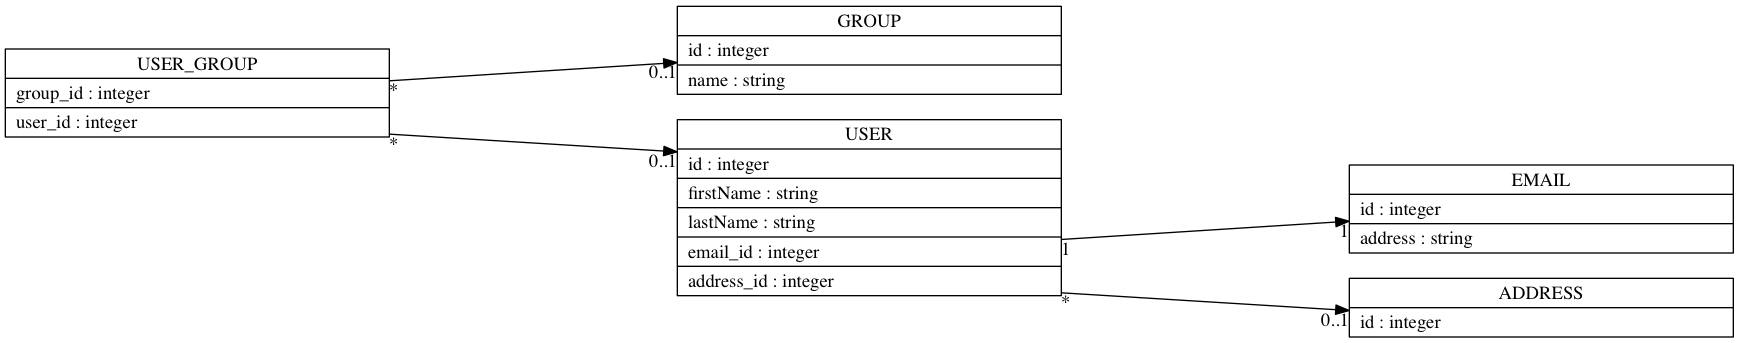 USER_GROUP
group_id : integer
user_id : integer
*
*
GROUP
id : integer
name : string
0..1
USER
id : integer
firstName : string
lastName : string
email_id : integer
address_id : integer
0..1
1
*
EMAIL
id : integer
address : string
1
ADDRESS
id : integer
0..1